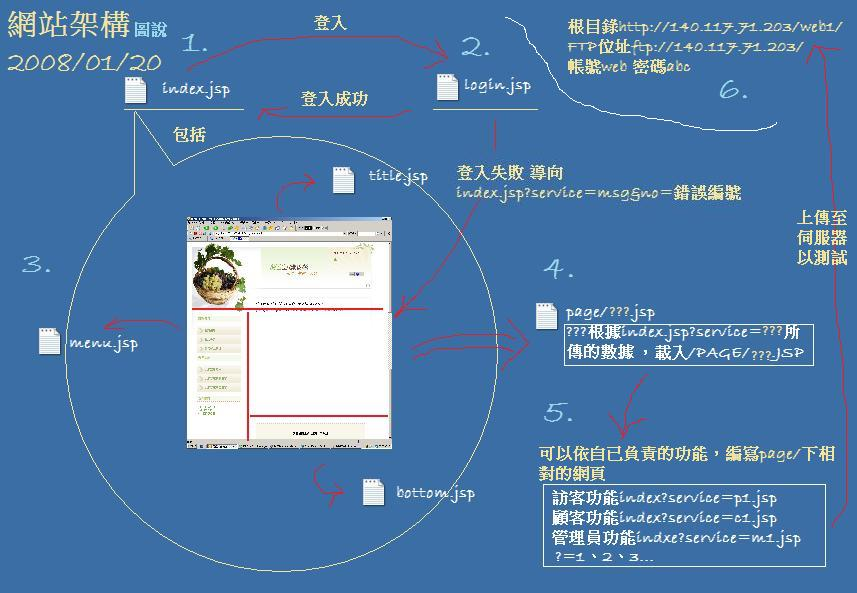 網站架構 圖說
2008/01/20
1.
index.jsp
登入
登入成功
2.
login.jsp
根目錄http://140.117.71.203/web1/
FTP位址ftp://140.117.71.203/
帳號web 密碼abc
6.
包括
title.jsp
登入失敗 導向
index.jsp?service=msg&no=錯誤編號
上傳至
伺服器
以測試
3.
menu.jsp
4.
page/???.jsp
???根據index.jsp?service=???所
傳的數據，載入/PAGE/???.JSP
5.
可以依自已負責的功能，編寫page/下相
對的網頁
訪客功能index?service=p1.jsp
顧客功能index?service=c1.jsp
管理員功能indxe?service=m1.jsp
?=1、2、3...
bottom.jsp